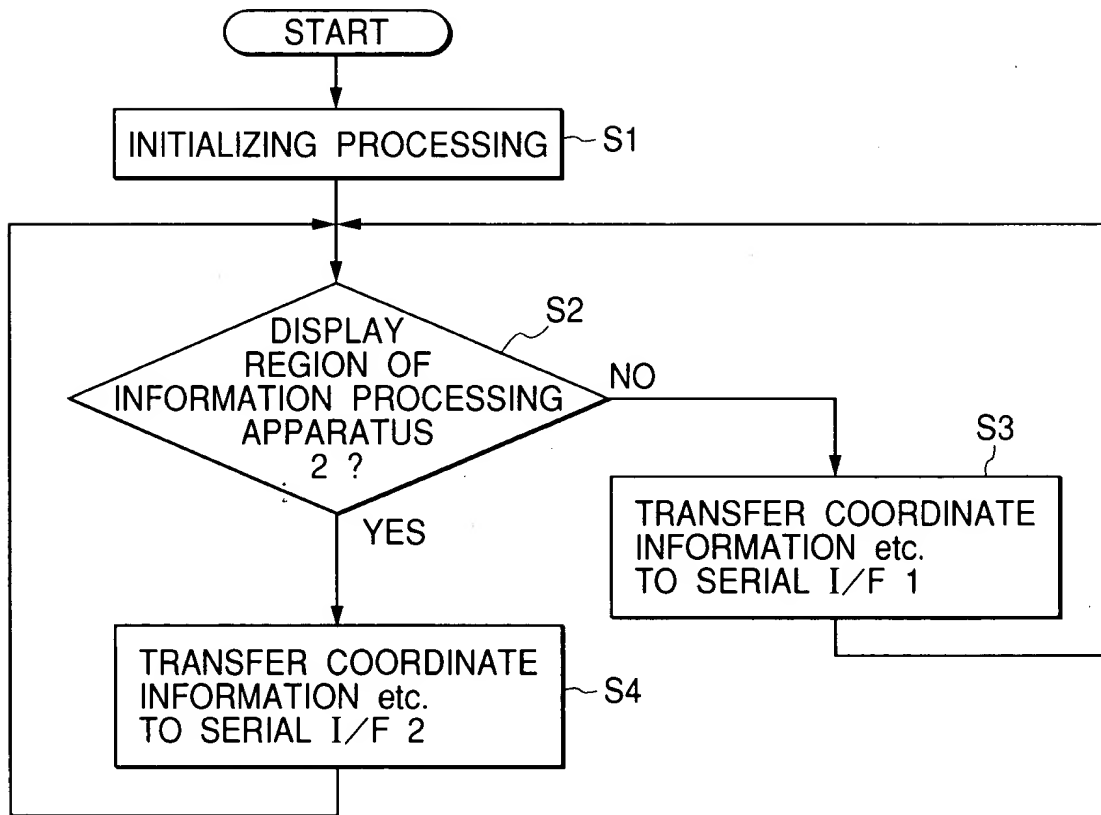 START
INITIALIZING PROCESSING
S1
DISPLAY
REGION OF
INFORMATION PROCESSING
APPARATUS
2 ?
S2
NO
YES
S3
TRANSFER COORDINATE
INFORMATION etc.
TO SERIAL I/F 1
TRANSFER COORDINATE
INFORMATION etc.
TO SERIAL I/F 2
S4